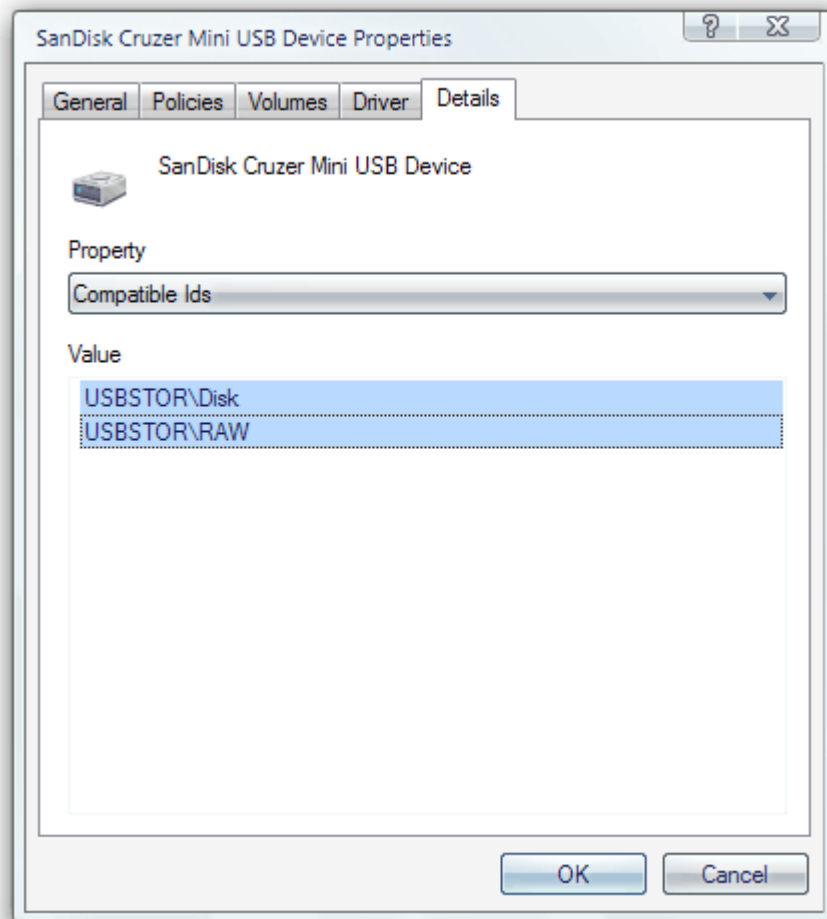 SanDisk Cruzer Mini USB Device Properties
General Policies Volumes Driver Details
SanDisk Cruzer Mini USB Device
Property
Compatible Ids
Value
USBSTOR\Disk
USBSTOR\RAW
OK Cancel